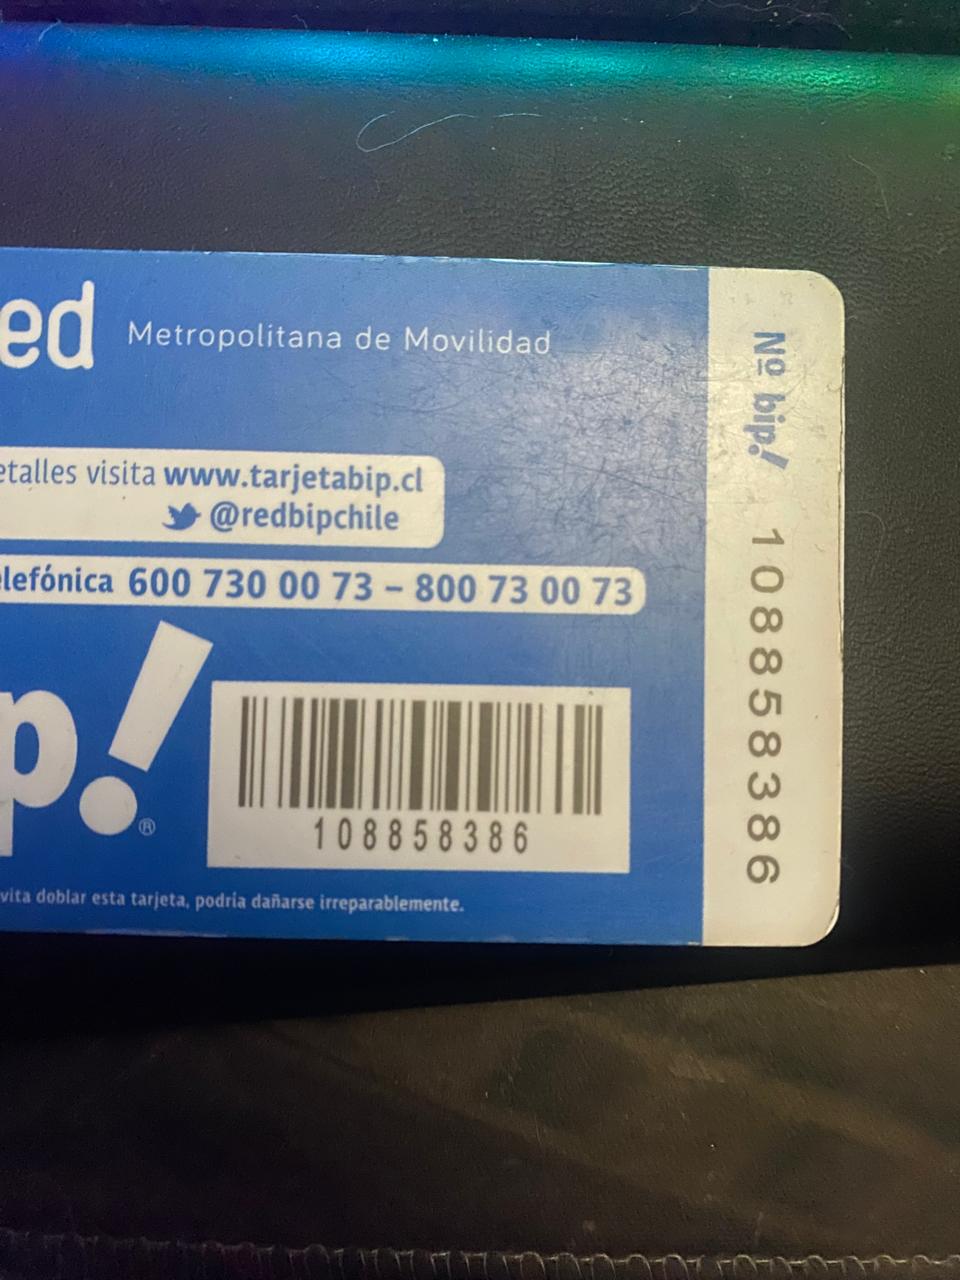 ed Metropolitana de Movilidad
etalles visita www.tarjetabip.cl
@redbipchile
lefónica 600 730 00 73 – 800 73 00 73
p!®
108858386
vita doblar esta tarjeta, podría dañarse irreparablemente.
Nº bip! 108858386